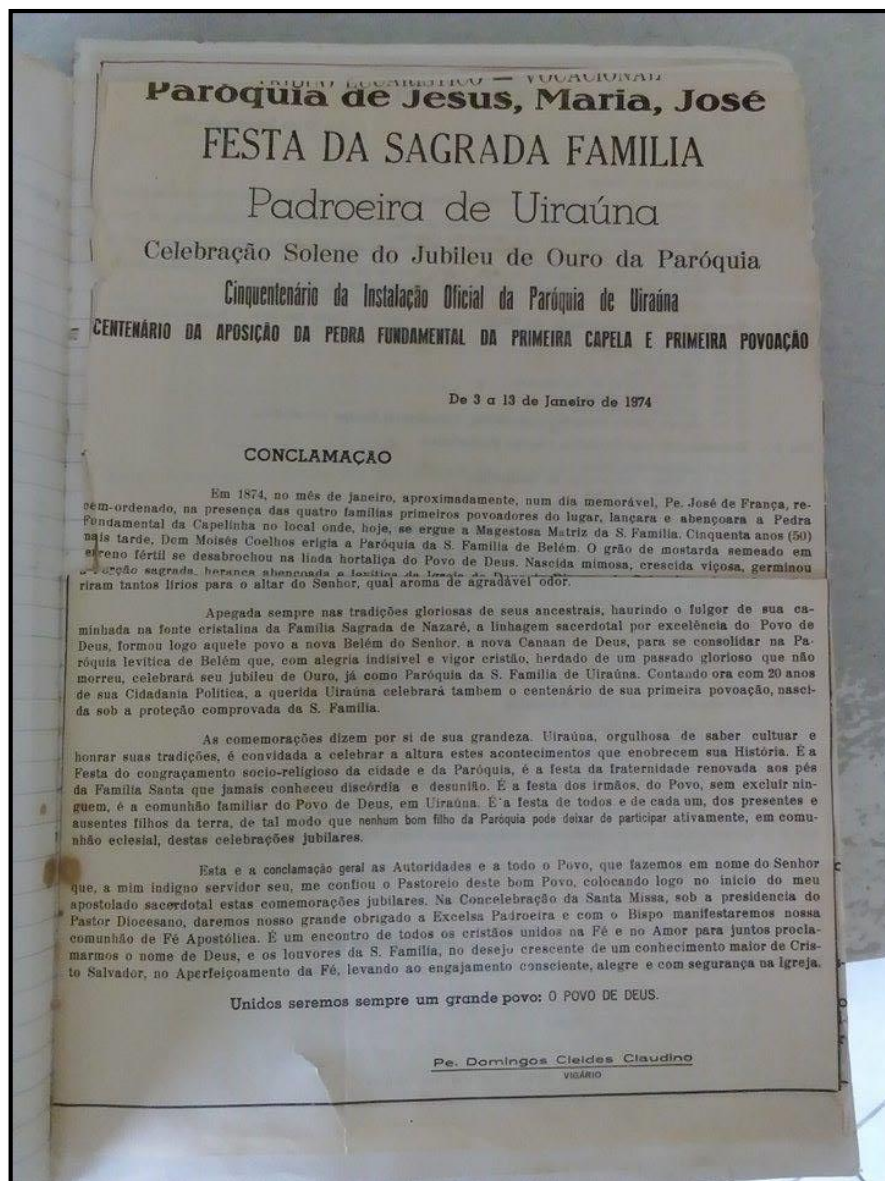 TRIDUO EUCARISTICO — VOCACIONAL
Paróquia de Jesus, Maria, José
FESTA DA SAGRADA FAMILIA
Padroeira de Uiraúna
Celebração Solene do Jubileu de Ouro da Paróquia
Cinquentenário da Instalação Oficial da Paróquia de Uiraúna
CENTENÁRIO DA APOSIÇÃO DA PEDRA FUNDAMENTAL DA PRIMEIRA CAPELA E PRIMEIRA POVOAÇÃO
De 3 a 13 de Janeiro de 1974
CONCLAMAÇÃO
Em 1874, no mês de janeiro, aproximadamente, num dia memorável, Pe. José de França, re-
cem-ordenado, na presença das quatro famílias primeiros povoadores do lugar, lançara e abençoara a Pedra
Fundamental da Capelinha no local onde, hoje, se ergue a Magestosa Matriz da S. Família. Cinquenta anos (50)
mais tarde, Dom Moisés Coelhos erigia a Paróquia da S. Família de Belém. O grão de mostarda semeado em
terreno fértil se desabrochou na linda hortaliça do Povo de Deus. Nascida mimosa, crescida viçosa, germinou
porção sagrada, herança abençoada e levítica da Igreja de Deus
riram tantos lírios para o altar do Senhor, qual aroma de agradável odor.
Apegada sempre nas tradições gloriosas de seus ancestrais, haurindo o fulgor de sua ca-
minhada na fonte cristalina da Família Sagrada de Nazaré, a linhagem sacerdotal por excelência do Povo de
Deus, formou logo aquele povo a nova Belém do Senhor, a nova Canaan de Deus, para se consolidar na Pa-
róquia levítica de Belém que, com alegria indisível e vigor cristão, herdado de um passado glorioso que não
morreu, celebrará seu jubileu de Ouro, já como Paróquia da S. Família de Uiraúna. Contando ora com 20 anos
de sua Cidadania Política, a querida Uiraúna celebrará tambem o centenário de sua primeira povoação, nasci-
da sob a proteção comprovada da S. Família.
As comemorações dizem por si de sua grandeza. Uiraúna, orgulhosa de saber cultuar e
honrar suas tradições, é convidada a celebrar a altura estes acontecimentos que enobrecem sua História. É a
Festa do congraçamento socio-religioso da cidade e da Paróquia, é a festa da fraternidade renovada aos pés
da Família Santa que jamais conheceu discórdia e desunião. É a festa dos irmãos, do Povo, sem excluir nin-
guem, é a comunhão familiar do Povo de Deus, em Uiraúna. É a festa de todos e de cada um, dos presentes e
ausentes filhos da terra, de tal modo que nenhum bom filho da Paróquia pode deixar de participar ativamente, em comu-
nhão eclesial, destas celebrações jubilares.
Esta e a conclamação geral as Autoridades e a todo o Povo, que fazemos em nome do Senhor
que, a mim indigno servidor seu, me confiou o Pastoreio deste bom Povo, colocando logo no início do meu
apostolado sacerdotal estas comemorações jubilares. Na Concelebração da Santa Missa, sob a presidencia do
Pastor Diocesano, daremos nosso grande obrigado a Excelsa Padroeira e com o Bispo manifestaremos nossa
comunhão de Fé Apostólica. É um encontro de todos os cristãos unidos na Fé e no Amor para juntos procla-
marmos o nome de Deus, e os louvores da S. Família, no desejo crescente de um conhecimento maior de Cris-
to Salvador, no Aperfeiçoamento da Fé, levando ao engajamento consciente, alegre e com segurança na Igreja.
Unidos seremos sempre um grande povo: O POVO DE DEUS.
Pe. Domingos Cleides Claudino
VIGÁRIO